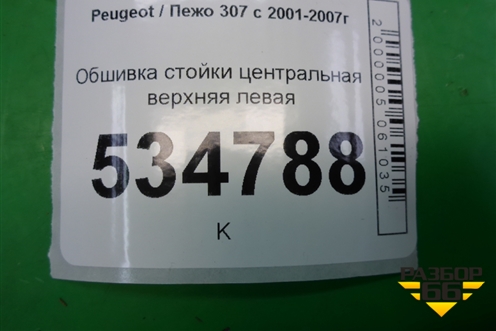 Peugeot / Пежо 307 с 2001-2007г
Обшивка стойки центральная
верхняя левая
534788
К
2000005061035
РАЗБОР
66